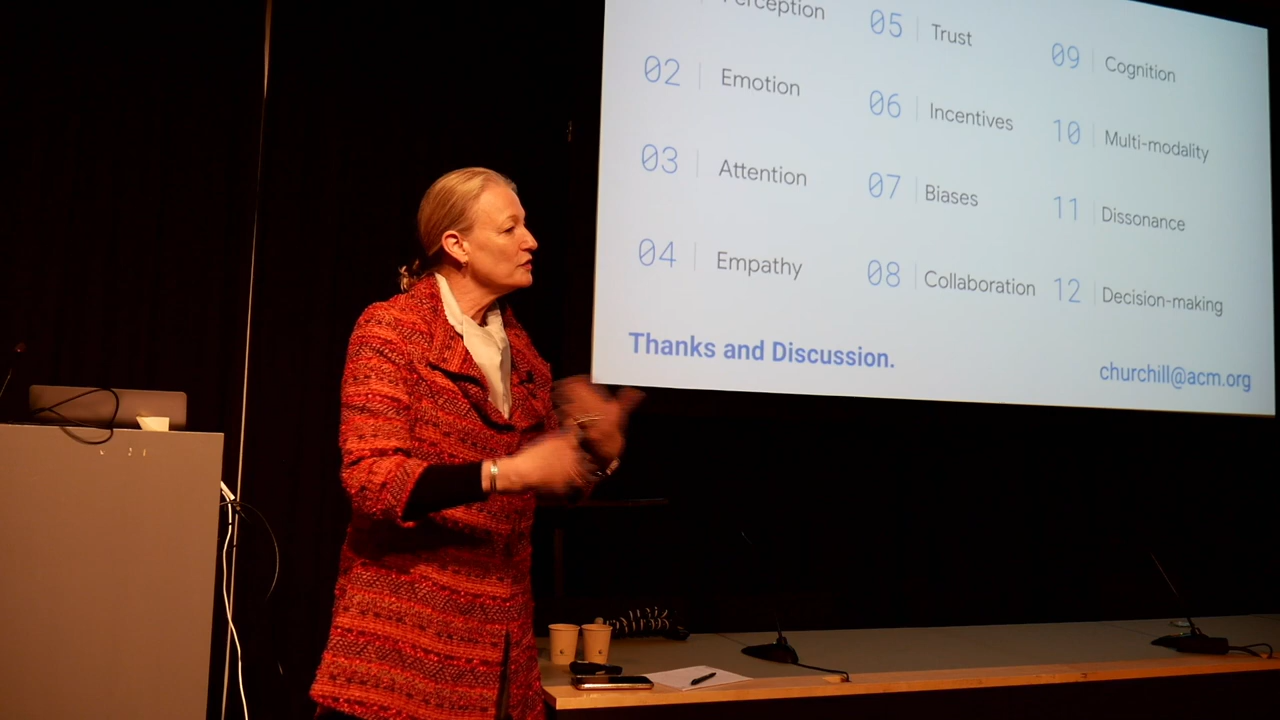 Perception
02 Emotion
03 Attention
04 Empathy
05 Trust
06 Incentives
07 Biases
08 Collaboration
09 Cognition
10 Multi-modality
11 Dissonance
12 Decision-making
Thanks and Discussion.
churchill@acm.org